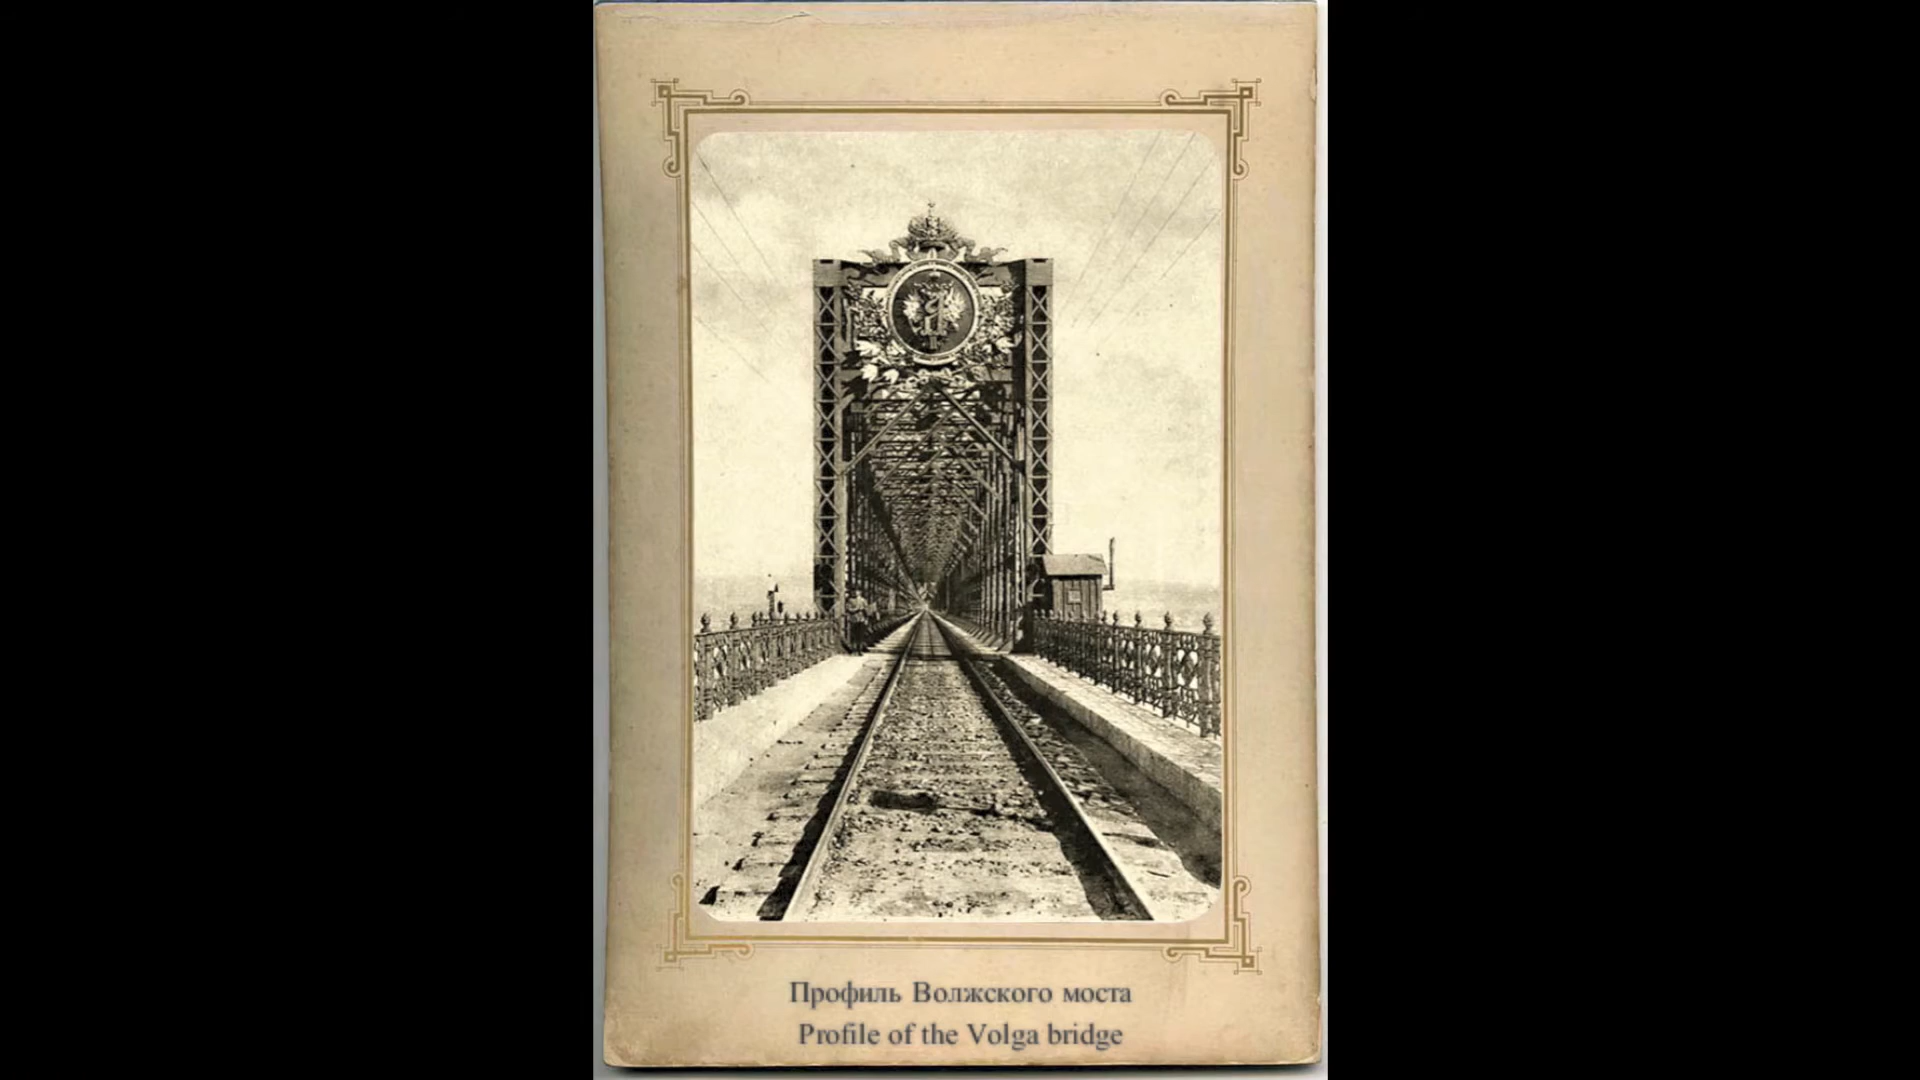 Профиль Волжского моста
Profile of the Volga bridge